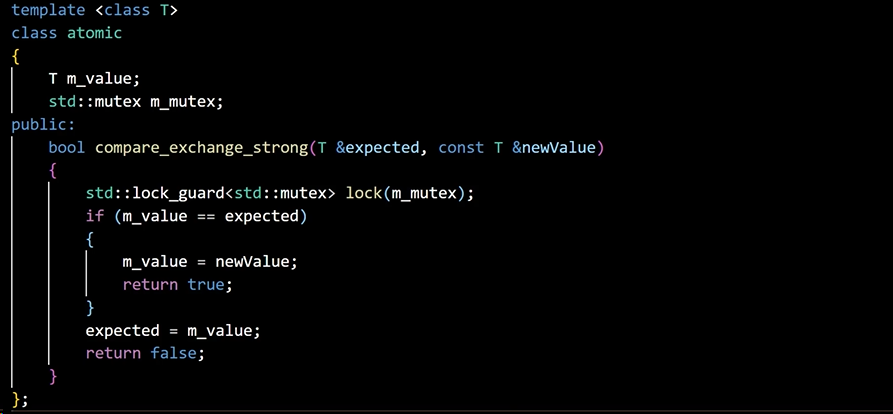 template <class T>
class atomic
{
    T m_value;
    std::mutex m_mutex;
public:
    bool compare_exchange_strong(T &expected, const T &newValue)
    {
        std::lock_guard<std::mutex> lock(m_mutex);
        if (m_value == expected)
        {
            m_value = newValue;
            return true;
        }
        expected = m_value;
        return false;
    }
};